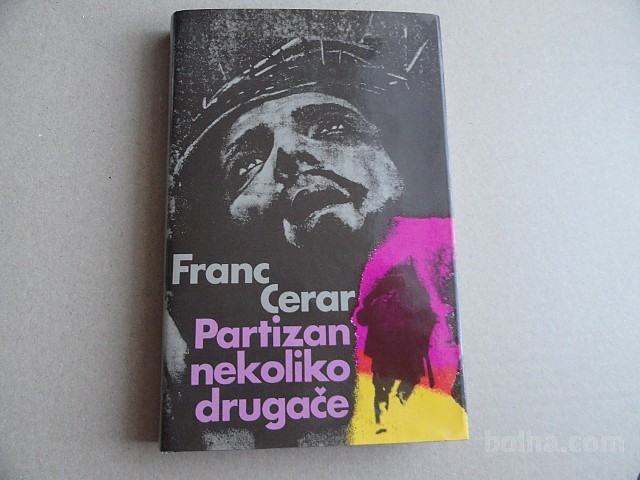 Franc
Cerar
Partizan
nekoliko
drugače
bolha.com